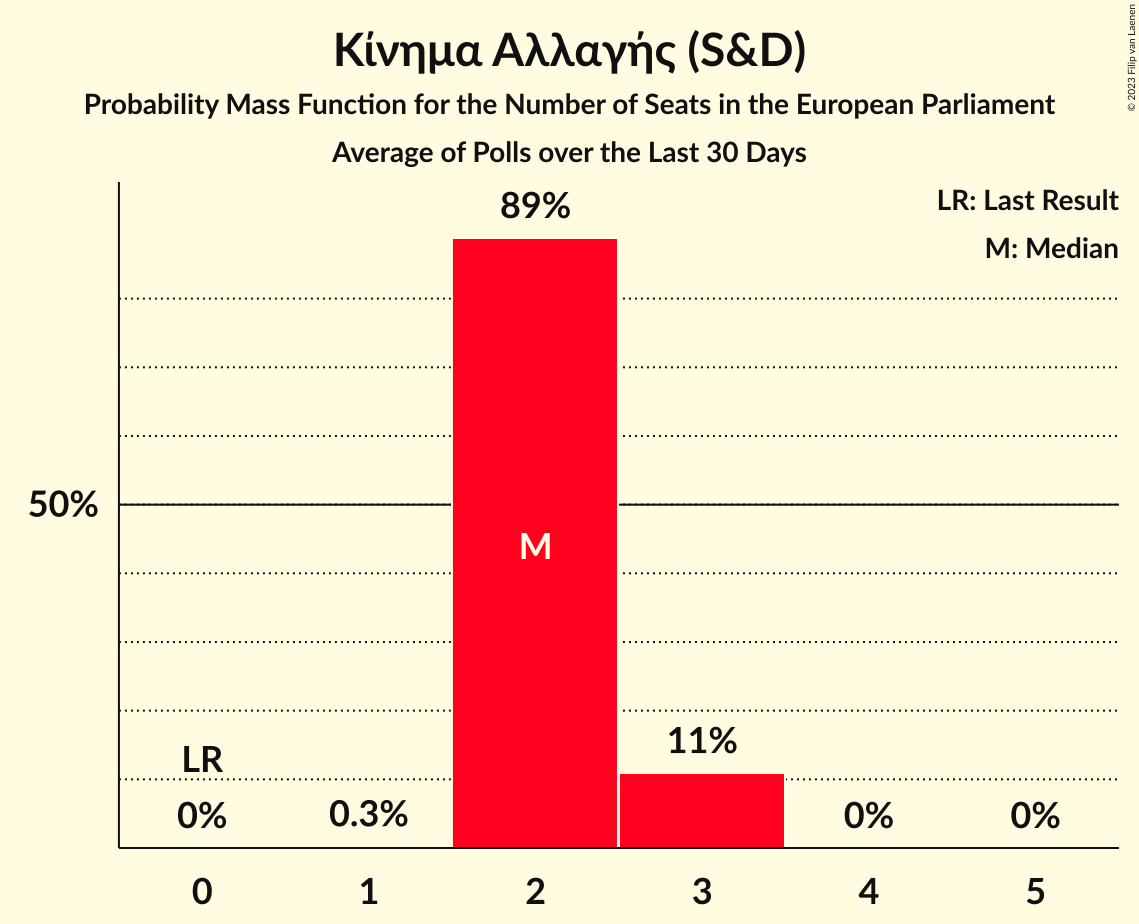 Κίνημα Αλλαγής (S&D)
Probability Mass Function for the Number of Seats in the European Parliament
Average of Polls over the Last 30 Days
© 2023 Filip van Laenen
LR: Last Result
M: Median
89%
50%
M
11%
LR
0%
0.3%
0%
0%
0
1
2
3
4
5